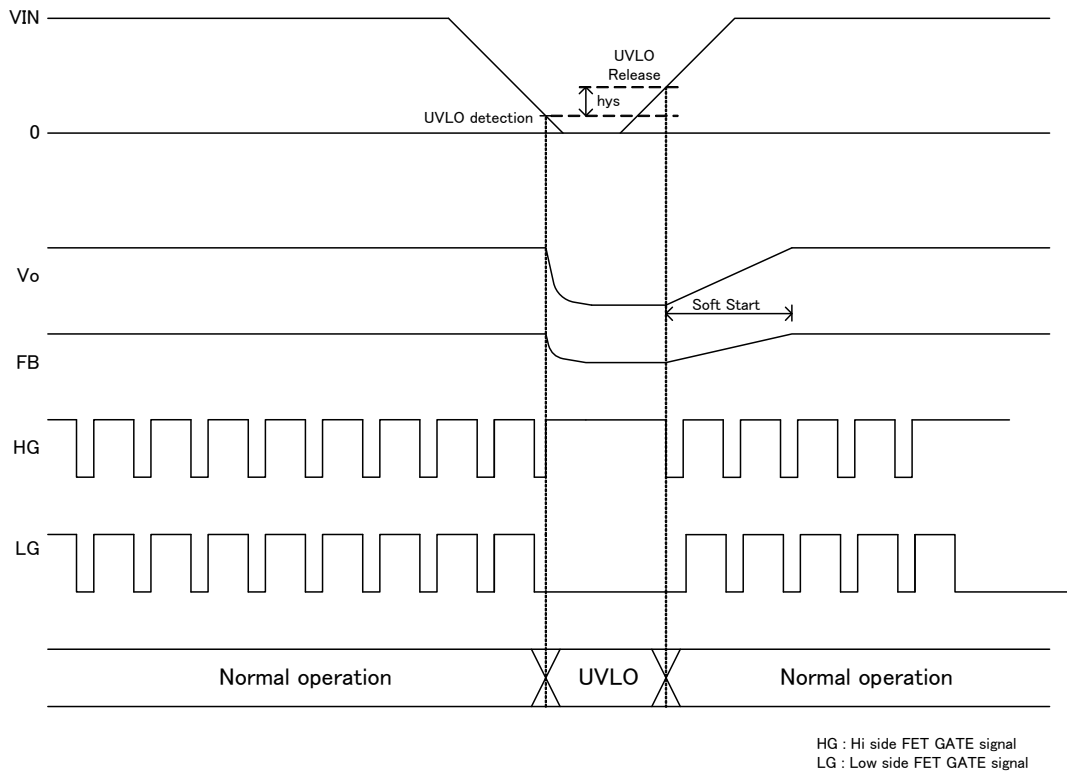 VIN
UVLO
Release
hys
UVLO detection
0
Vo
Soft Start
FB
HG
LG
Normal operation
UVLO
Normal operation
HG : Hi side FET GATE signal
LG : Low side FET GATE signal